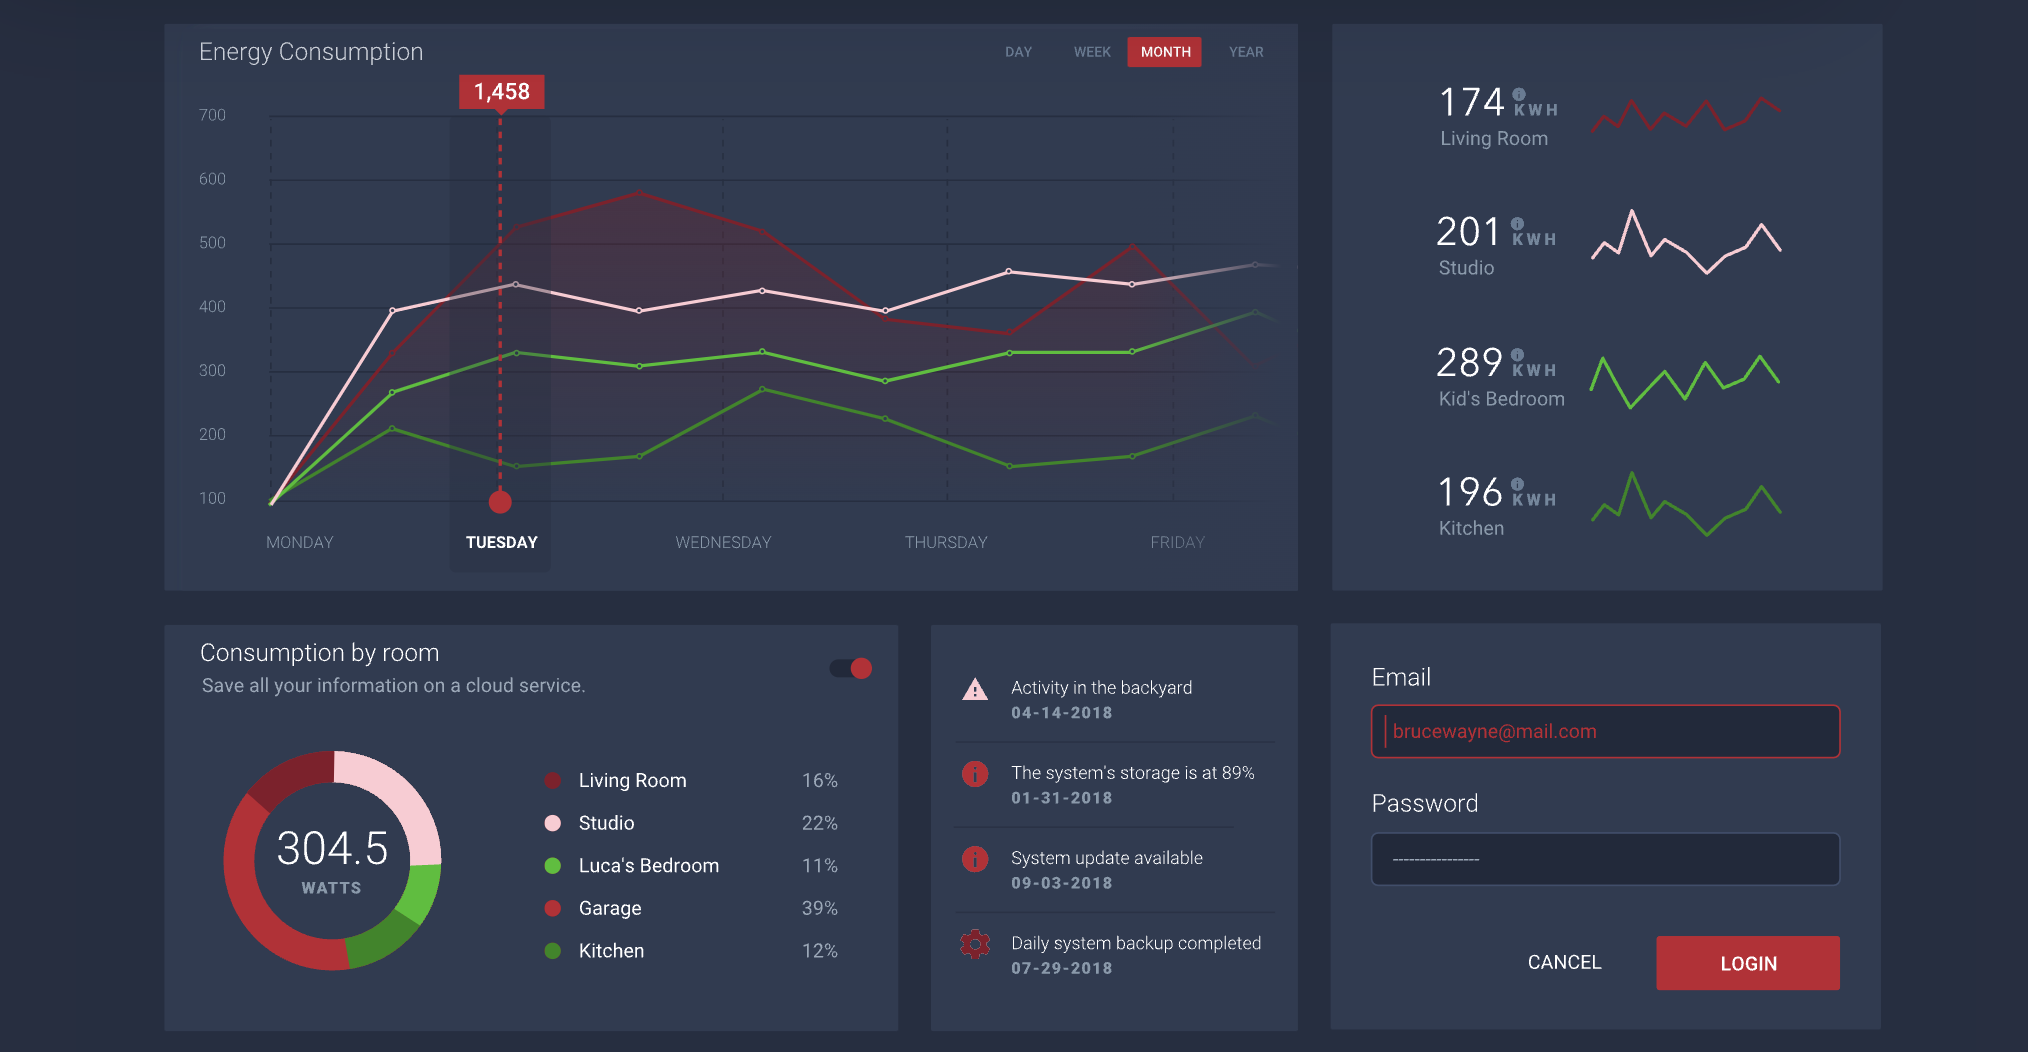 Energy Consumption
DAY WEEK MONTH YEAR
1,458
700
600
500
400
300
200
100
MONDAY TUESDAY WEDNESDAY THURSDAY FRIDAY
174 KWH
Living Room
201 KWH
Studio
289 KWH
Kid's Bedroom
196 KWH
Kitchen
Consumption by room
Save all your information on a cloud service.
304.5
WATTS
Living Room 16%
Studio 22%
Luca's Bedroom 11%
Garage 39%
Kitchen 12%
Activity in the backyard
04-14-2018
The system's storage is at 89%
01-31-2018
System update available
09-03-2018
Daily system backup completed
07-29-2018
Email
brucewayne@mail.com
Password
----------------
CANCEL LOGIN